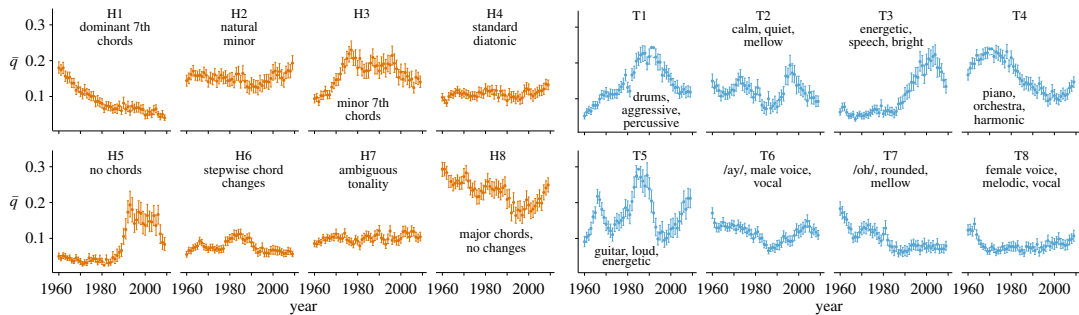 H1
dominant 7th
chords
H2
natural
minor
H3
minor 7th
chords
H4
standard
diatonic
T1
drums,
aggressive,
percussive
T2
calm, quiet,
mellow
T3
energetic,
speech, bright
T4
piano,
orchestra,
harmonic
0.3
0.2
0.1
q̄
H5
no chords
H6
stepwise chord
changes
H7
ambiguous
tonality
H8
major chords,
no changes
T5
guitar, loud,
energetic
T6
/ay/, male voice,
vocal
T7
/oh/, rounded,
mellow
T8
female voice,
melodic, vocal
0.3
0.2
0.1
q̄
1960 1980 2000 1960 1980 2000 1960 1980 2000 1960 1980 2000
year
1960 1980 2000 1960 1980 2000 1960 1980 2000 1960 1980 2000
year